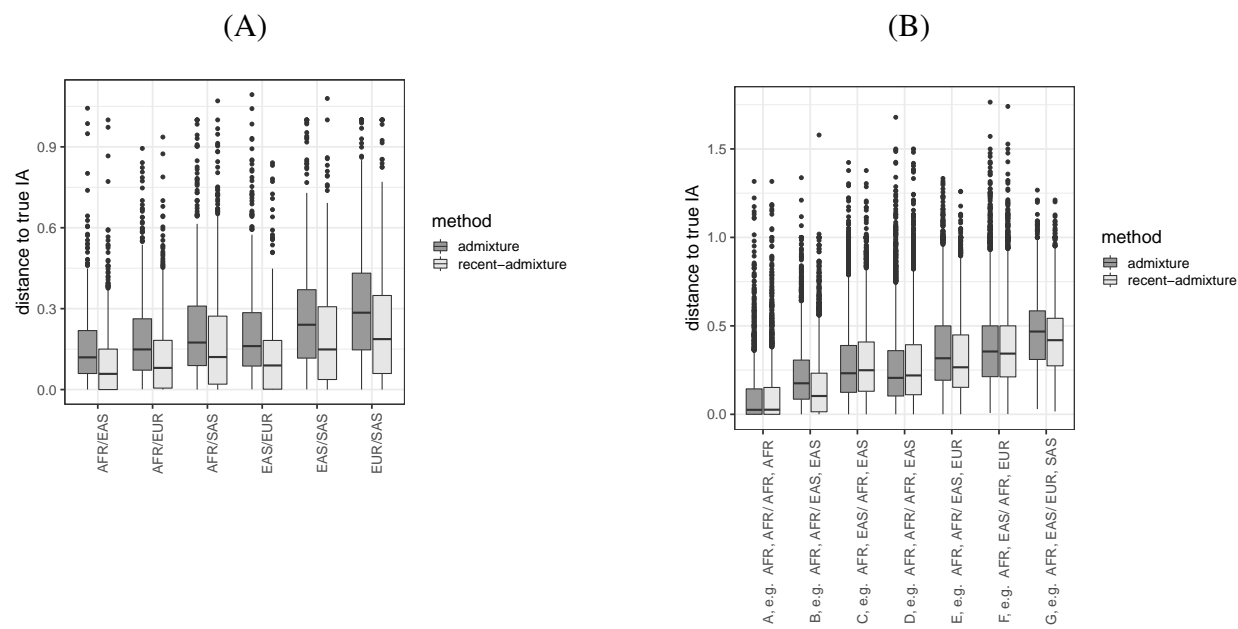 (A)
distance to true IA
0.9
0.6
0.3
0.0
AFR/EAS
AFR/EUR
AFR/SAS
EAS/EUR
EAS/SAS
EUR/SAS
method
admixture
recent−admixture
(B)
distance to true IA
1.5
1.0
0.5
0.0
A, e.g. AFR, AFR/ AFR, AFR
B, e.g. AFR, AFR/ EAS, EAS
C, e.g. AFR, EAS/ AFR, EAS
D, e.g. AFR, AFR/ AFR, EAS
E, e.g. AFR, AFR/ EAS, EUR
F, e.g. AFR, EAS/ AFR, EUR
G, e.g. AFR, EAS/ EUR, SAS
method
admixture
recent−admixture